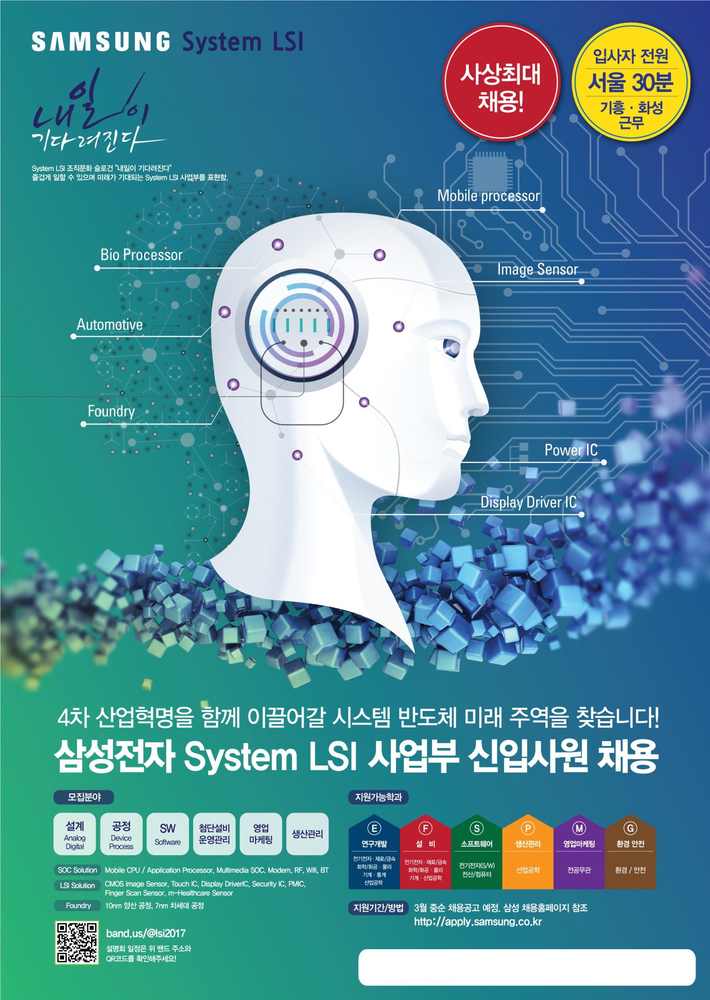 SAMSUNG System LSI
내일이
기다려진다
System LSI 조직문화 슬로건 "내일이 기다려진다"
즐겁게 일할 수 있으며 미래가 기대되는 System LSI 사업부를 표현함.
사상최대
채용!
입사자 전원
서울 30분
기흥 · 화성
근무
Mobile processor
Bio Processor
Image Sensor
Automotive
Foundry
Power IC
Display Driver IC
4차 산업혁명을 함께 이끌어갈 시스템 반도체 미래 주역을 찾습니다!
삼성전자 System LSI 사업부 신입사원 채용
모집분야
설계
Analog
Digital
공정
Device
Process
SW
Software
첨단설비
운영관리
영업
마케팅
생산관리
SOC Solution Mobile CPU / Application Processor, Multimedia SOC. Modem, RF, Wifi, BT
LSI Solution CMOS Image Sensor, Touch IC, Display DriverIC, Security IC, PMIC,
Finger Scan Sensor, m-Healthcare Sensor
Foundry 10nm 양산 공정, 7nm 차세대 공정
band.us/@lsi2017
설명회 일정은 위 밴드 주소와
QR코드를 확인해주세요!
지원가능학과
E
연구개발
전기전자 · 재료/금속
화학/화공 · 물리
기계 · 통계
산업공학
F
설 비
전기전자 · 재료/금속
화학/화공 · 물리
기계 · 산업공학
S
소프트웨어
전기전자(S/W)
전산/컴퓨터
P
생산관리
산업공학
M
영업마케팅
전공무관
G
환경 안전
환경 / 안전
지원기간/방법 3월 중순 채용공고 예정. 삼성 채용홈페이지 참조
http://apply.samsung.co.kr